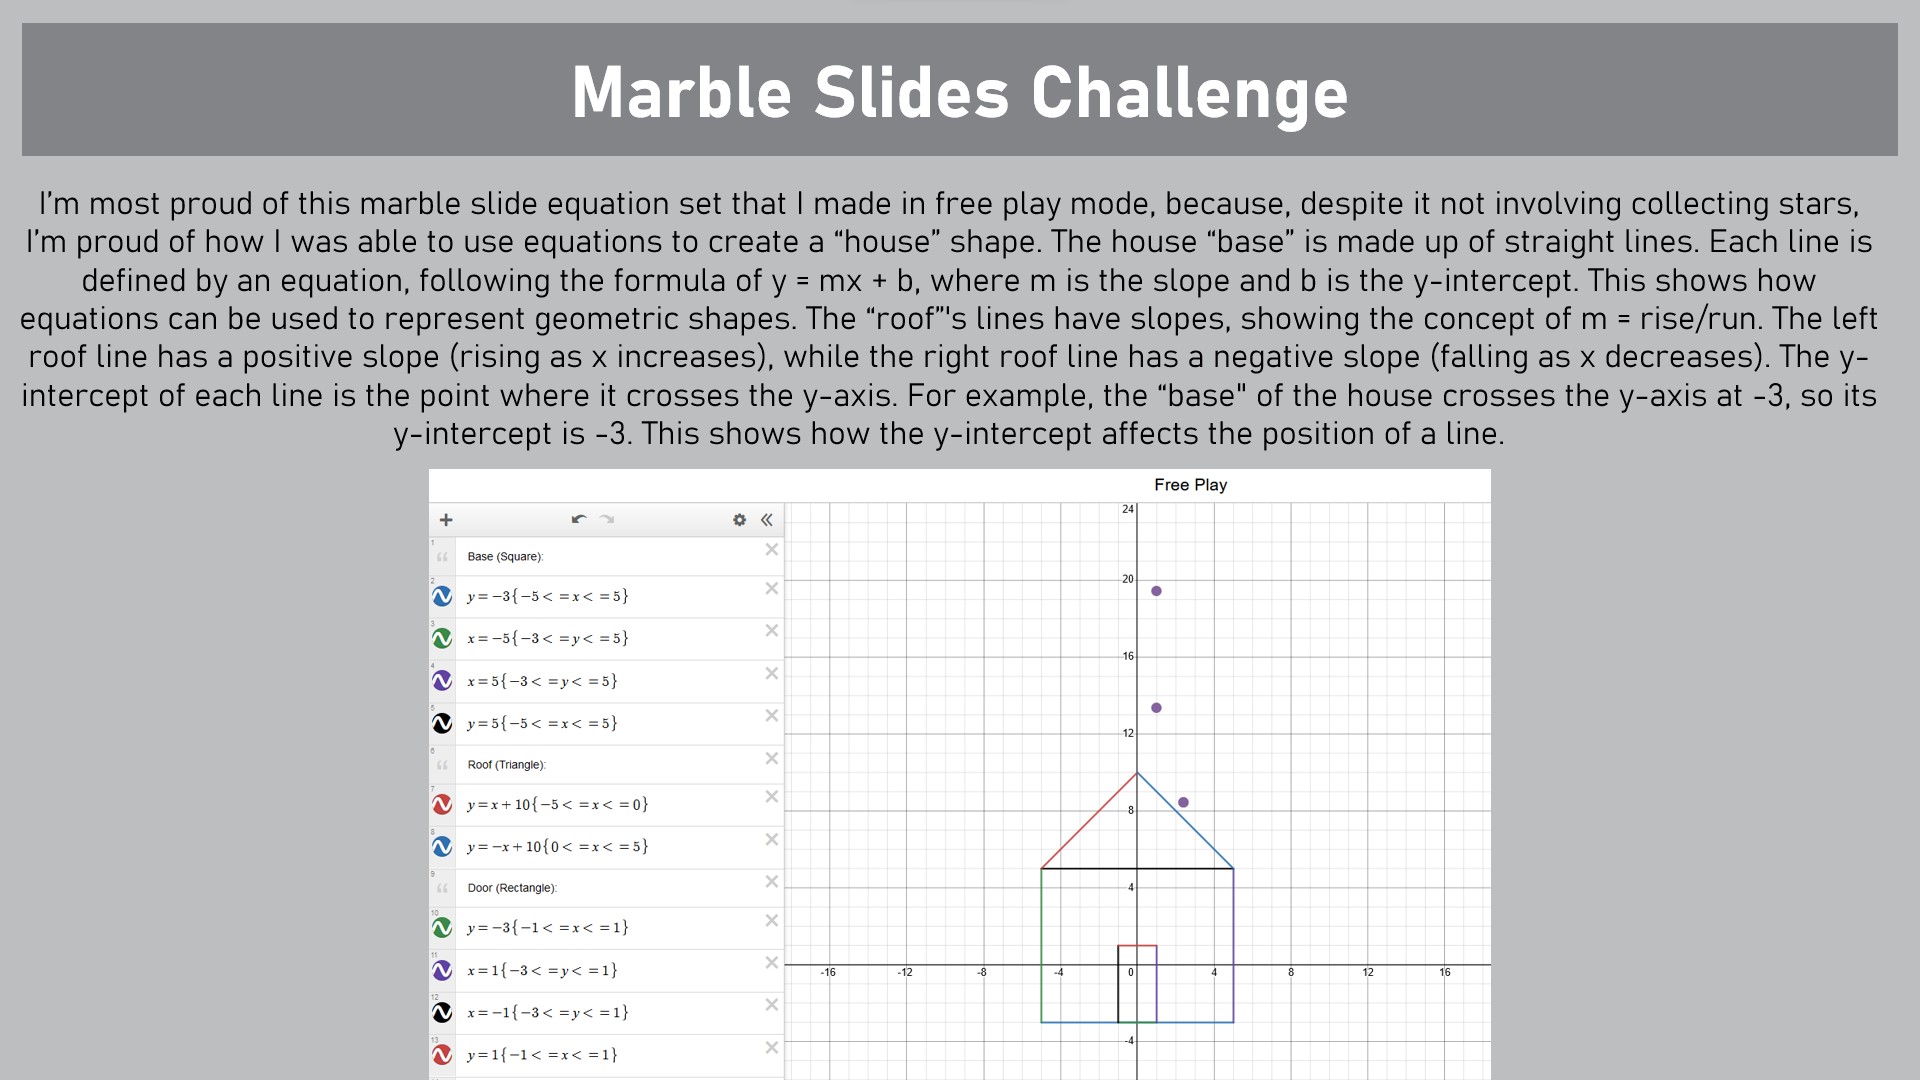 Marble Slides Challenge
I’m most proud of this marble slide equation set that I made in free play mode, because, despite it not involving collecting stars,
I’m proud of how I was able to use equations to create a “house” shape. The house “base” is made up of straight lines. Each line is
defined by an equation, following the formula of y = mx + b, where m is the slope and b is the y-intercept. This shows how
equations can be used to represent geometric shapes. The “roof”'s lines have slopes, showing the concept of m = rise/run. The left
roof line has a positive slope (rising as x increases), while the right roof line has a negative slope (falling as x decreases). The y-
intercept of each line is the point where it crosses the y-axis. For example, the “base" of the house crosses the y-axis at -3, so its
y-intercept is -3. This shows how the y-intercept affects the position of a line.
Free Play
1 Base (Square):
2 y = −3{−5 < = x < = 5}
3 x = −5{−3 < = y < = 5}
4 x = 5{−3 < = y < = 5}
5 y = 5{−5 < = x < = 5}
6 Roof (Triangle):
7 y = x + 10{−5 < = x < = 0}
8 y = −x + 10{0 < = x < = 5}
9 Door (Rectangle):
10 y = −3{−1 < = x < = 1}
11 x = 1{−3 < = y < = 1}
12 x = −1{−3 < = y < = 1}
13 y = 1{−1 < = x < = 1}
24
20
16
12
8
4
-16 -12 -8 -4 0 4 8 12 16
-4